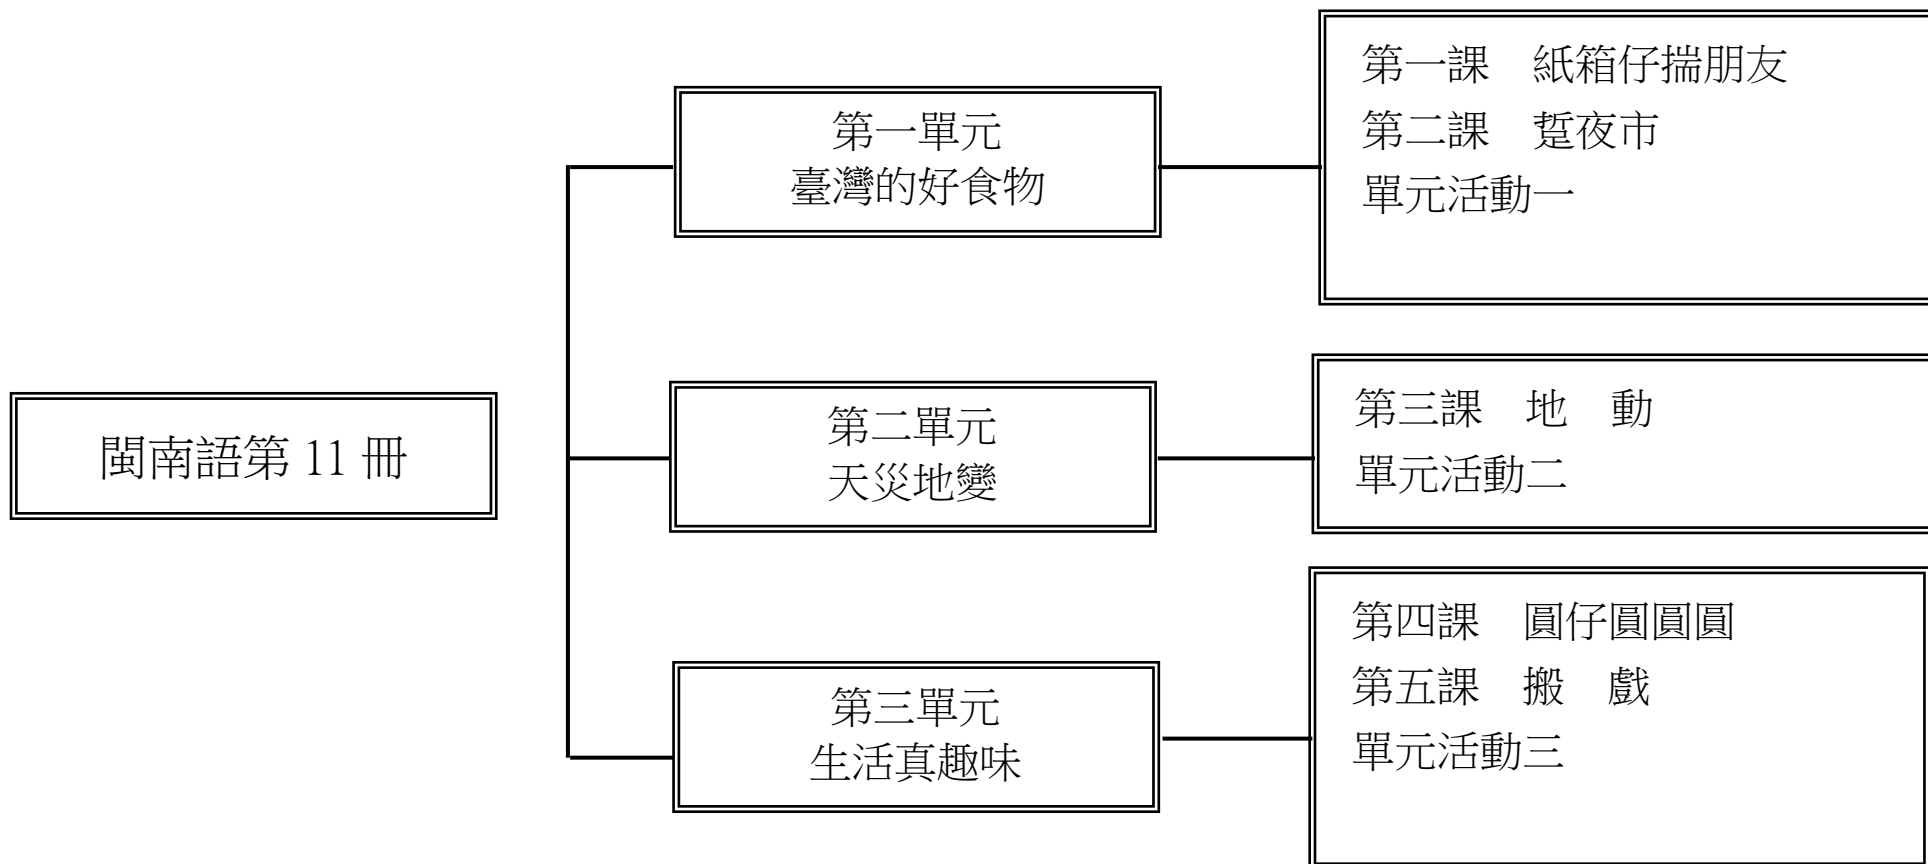 閩南語第 11 冊
第一單元
臺灣的好食物
第一課　紙箱仔揣朋友
第二課　踅夜市
單元活動一
第二單元
天災地變
第三課　地　動
單元活動二
第三單元
生活真趣味
第四課　圓仔圓圓圓
第五課　搬　戲
單元活動三